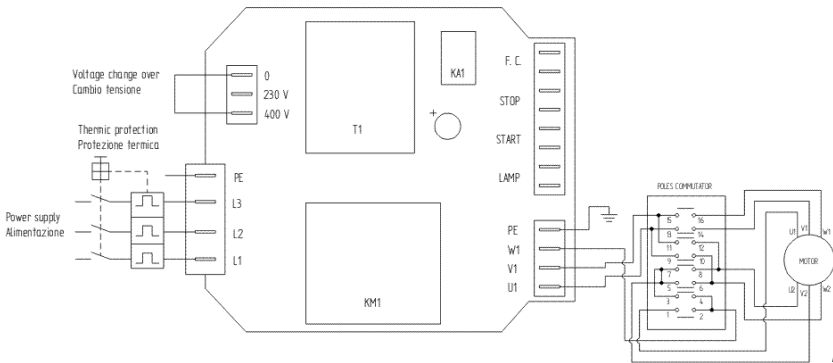 Voltage change over
Cambio tensione
0
230 V
400 V
T1
KA1
+
F. C.
STOP
START
LAMP
Thermic protection
Protezione termica
PE
L3
L2
L1
Power supply
Alimentazione
KM1
PE
W1
V1
U1
POLES COMMUTATOR
15 16
13 14
11 12
9 10
7 8
5 6
3 4
1 2
U1 V1 W1
MOTOR
U2 V2 W2